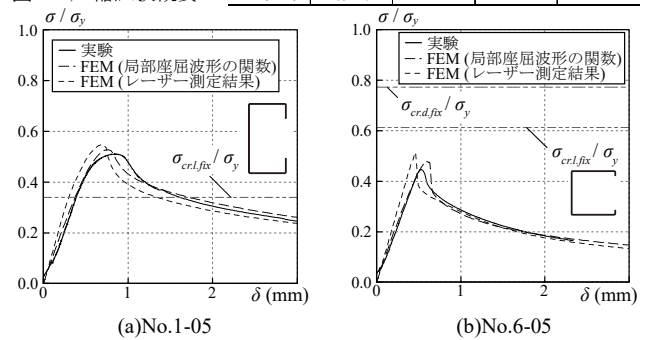 σ / σy
実験
FEM (局部座屈波形の関数)
FEM (レーザー測定結果)
σcr.l.fix / σy
1.0
0.8
0.6
0.4
0.2
0.0
0 1 2
δ (mm)
(a)No.1-05
σ / σy
実験
FEM (局部座屈波形の関数)
FEM (レーザー測定結果)
σcr.d.fix / σy
σcr.l.fix / σy
1.0
0.8
0.6
0.4
0.2
0.0
0 1 2
δ (mm)
(b)No.6-05